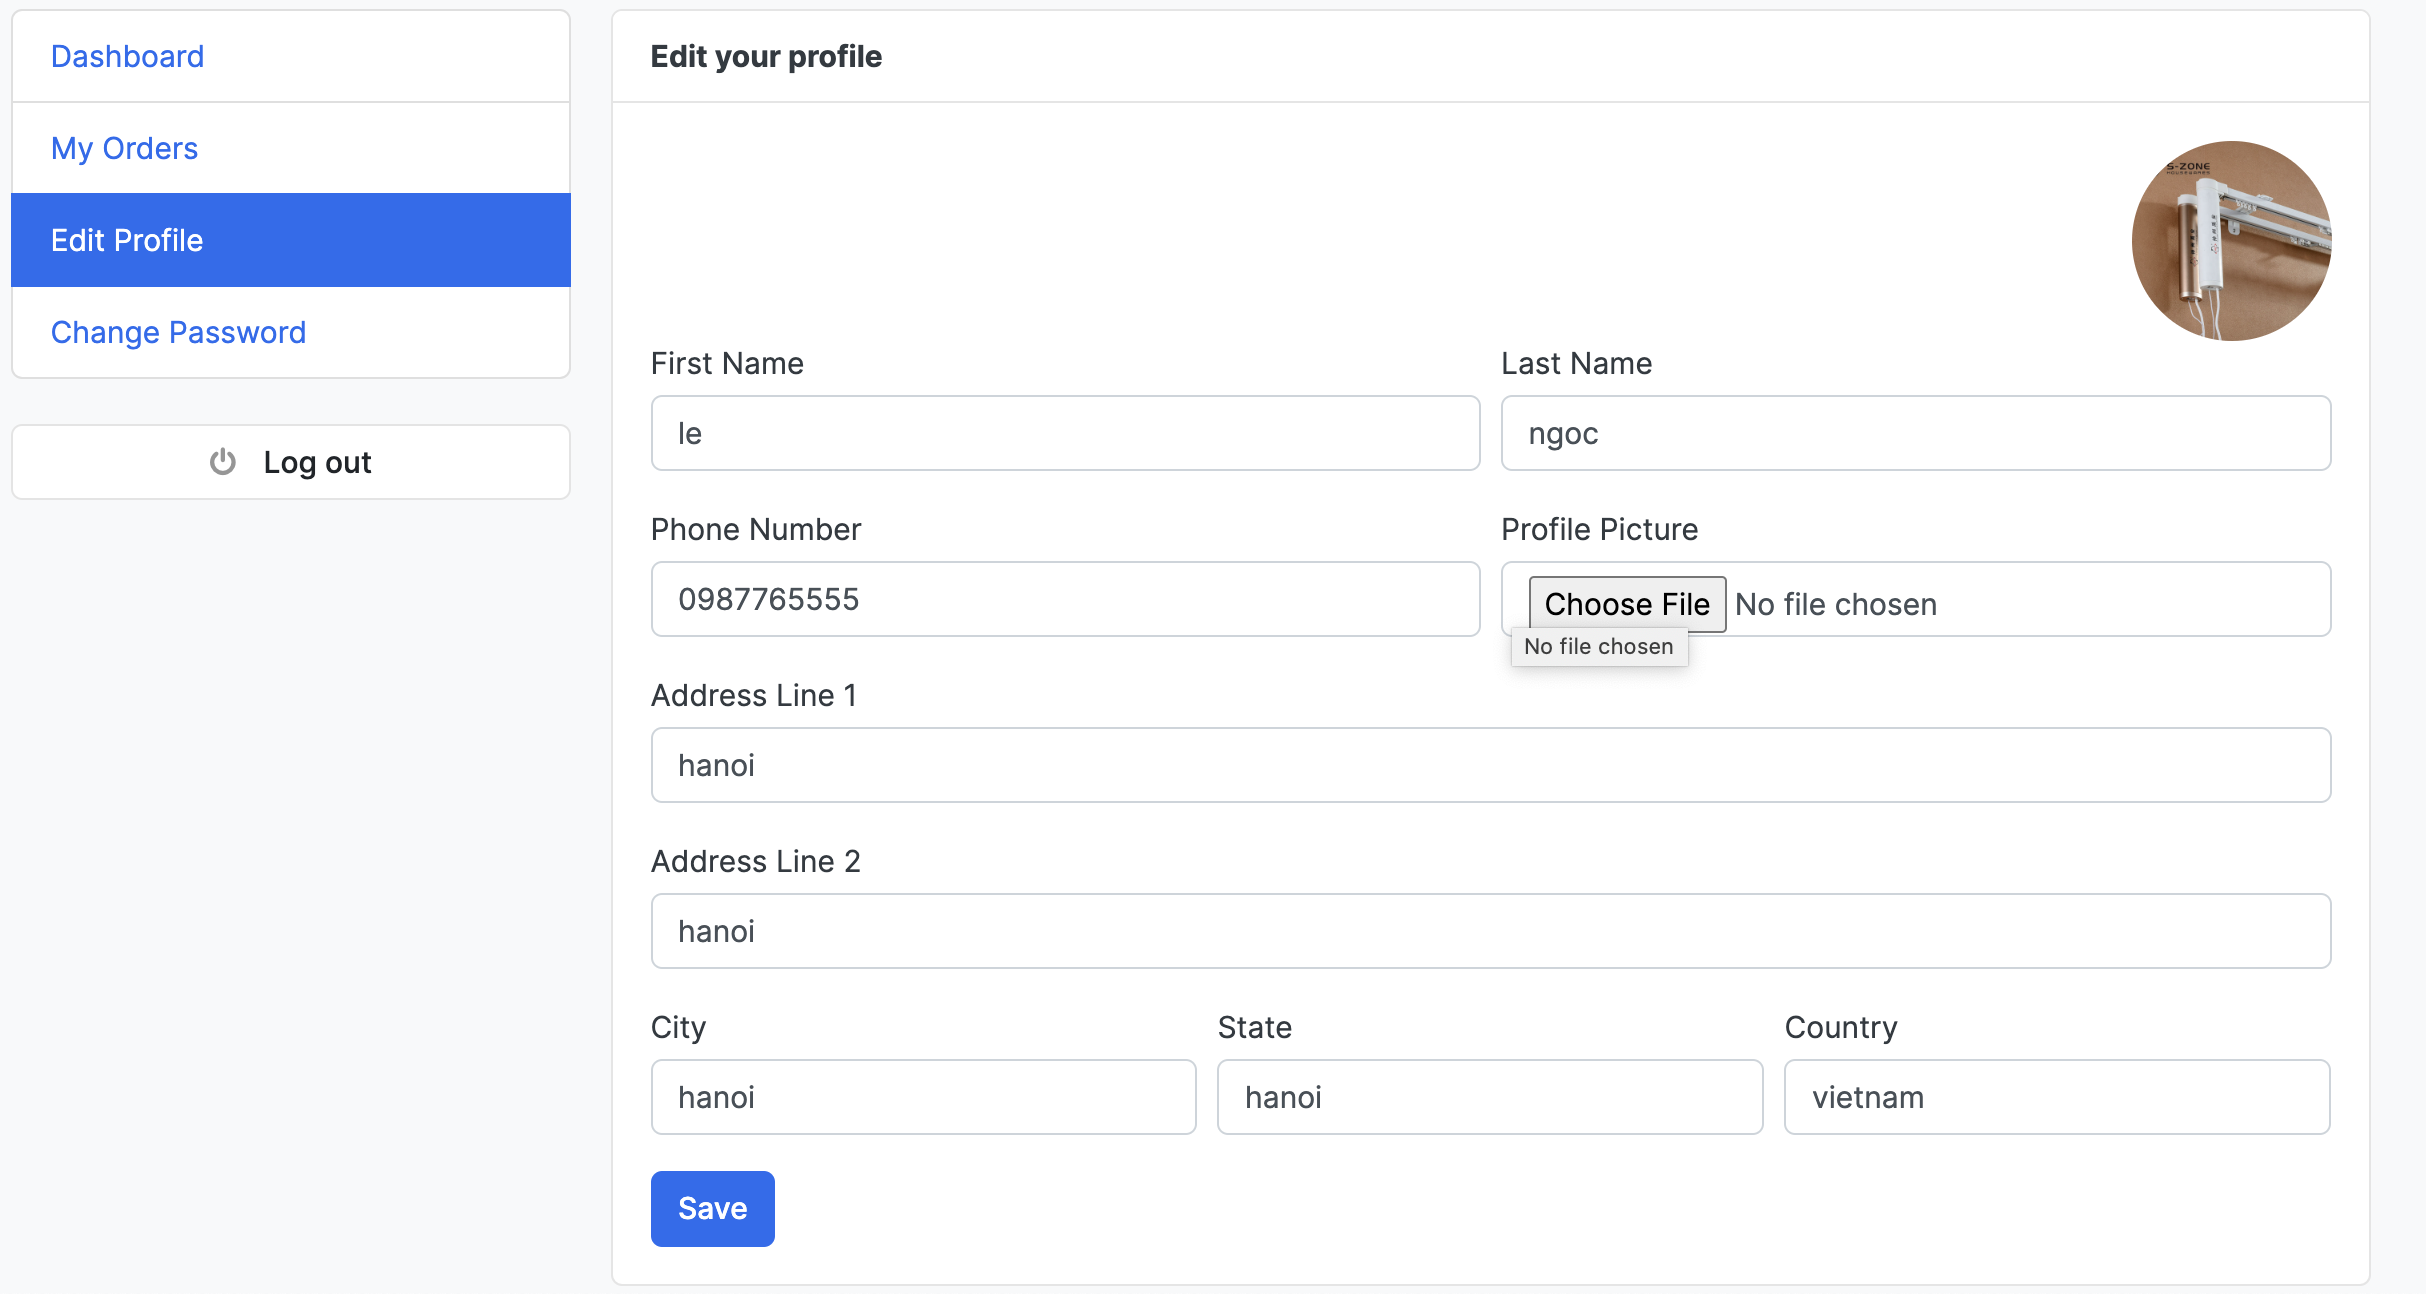 Dashboard
My Orders
Edit Profile
Change Password
Log out
Edit your profile
S-ZONE
First Name
Last Name
le
ngoc
Phone Number
Profile Picture
0987765555
Choose File No file chosen
No file chosen
Address Line 1
hanoi
Address Line 2
hanoi
City
State
Country
hanoi
hanoi
vietnam
Save